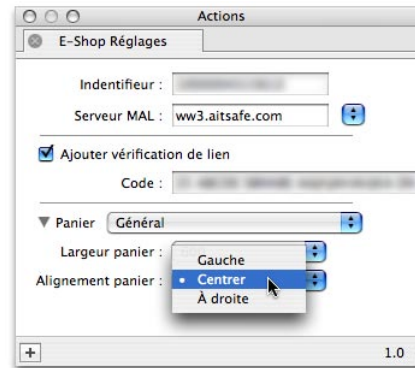 Actions
E-Shop Réglages
Indentifieur :
Serveur MAL : ww3.aitsafe.com
Ajouter vérification de lien
Code :
Panier Général
Largeur panier :
Gauche
Alignement panier : • Centrer
À droite
+ 1.0